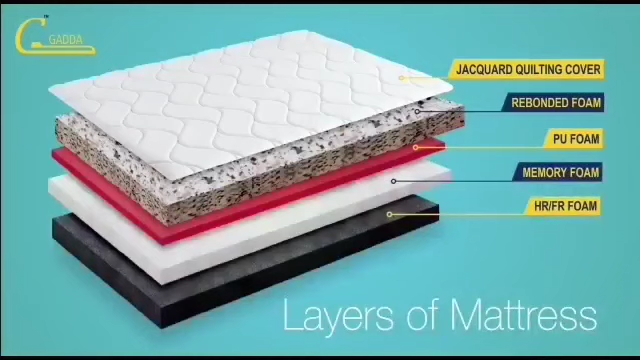 GADDA
JACQUARD QUILTING COVER
REBONDED FOAM
PU FOAM
MEMORY FOAM
HR/FR FOAM
Layers of Mattress